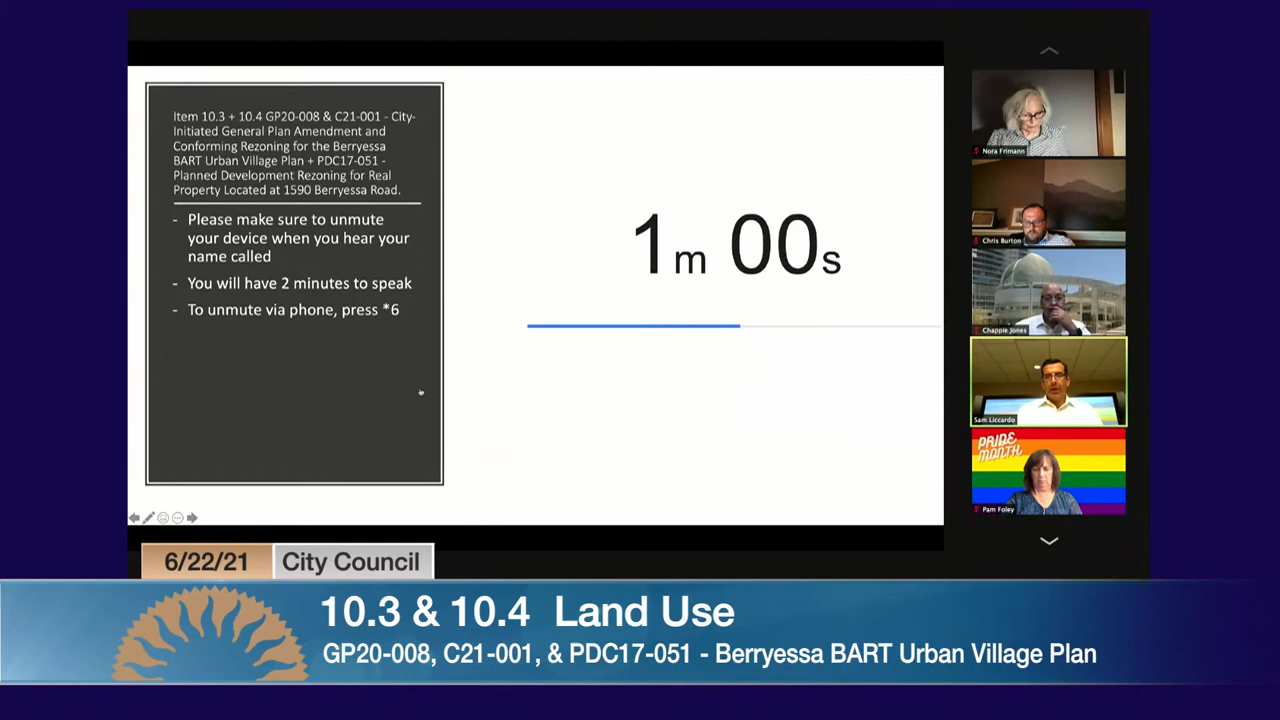 Item 10.3 + 10.4 GP20-008 & C21-001 - City-
Initiated General Plan Amendment and
Conforming Rezoning for the Berryessa
BART Urban Village Plan + PDC17-051 -
Planned Development Rezoning for Real
Property Located at 1590 Berryessa Road.
- Please make sure to unmute
your device when you hear your
name called
- You will have 2 minutes to speak
- To unmute via phone, press *6
1m 00s
Nora Frimann
Chris Burton
Chappie Jones
Sam Liccardo
PRIDE
MONTH
Pam Foley
6/22/21 City Council
10.3 & 10.4 Land Use
GP20-008, C21-001, & PDC17-051 - Berryessa BART Urban Village Plan